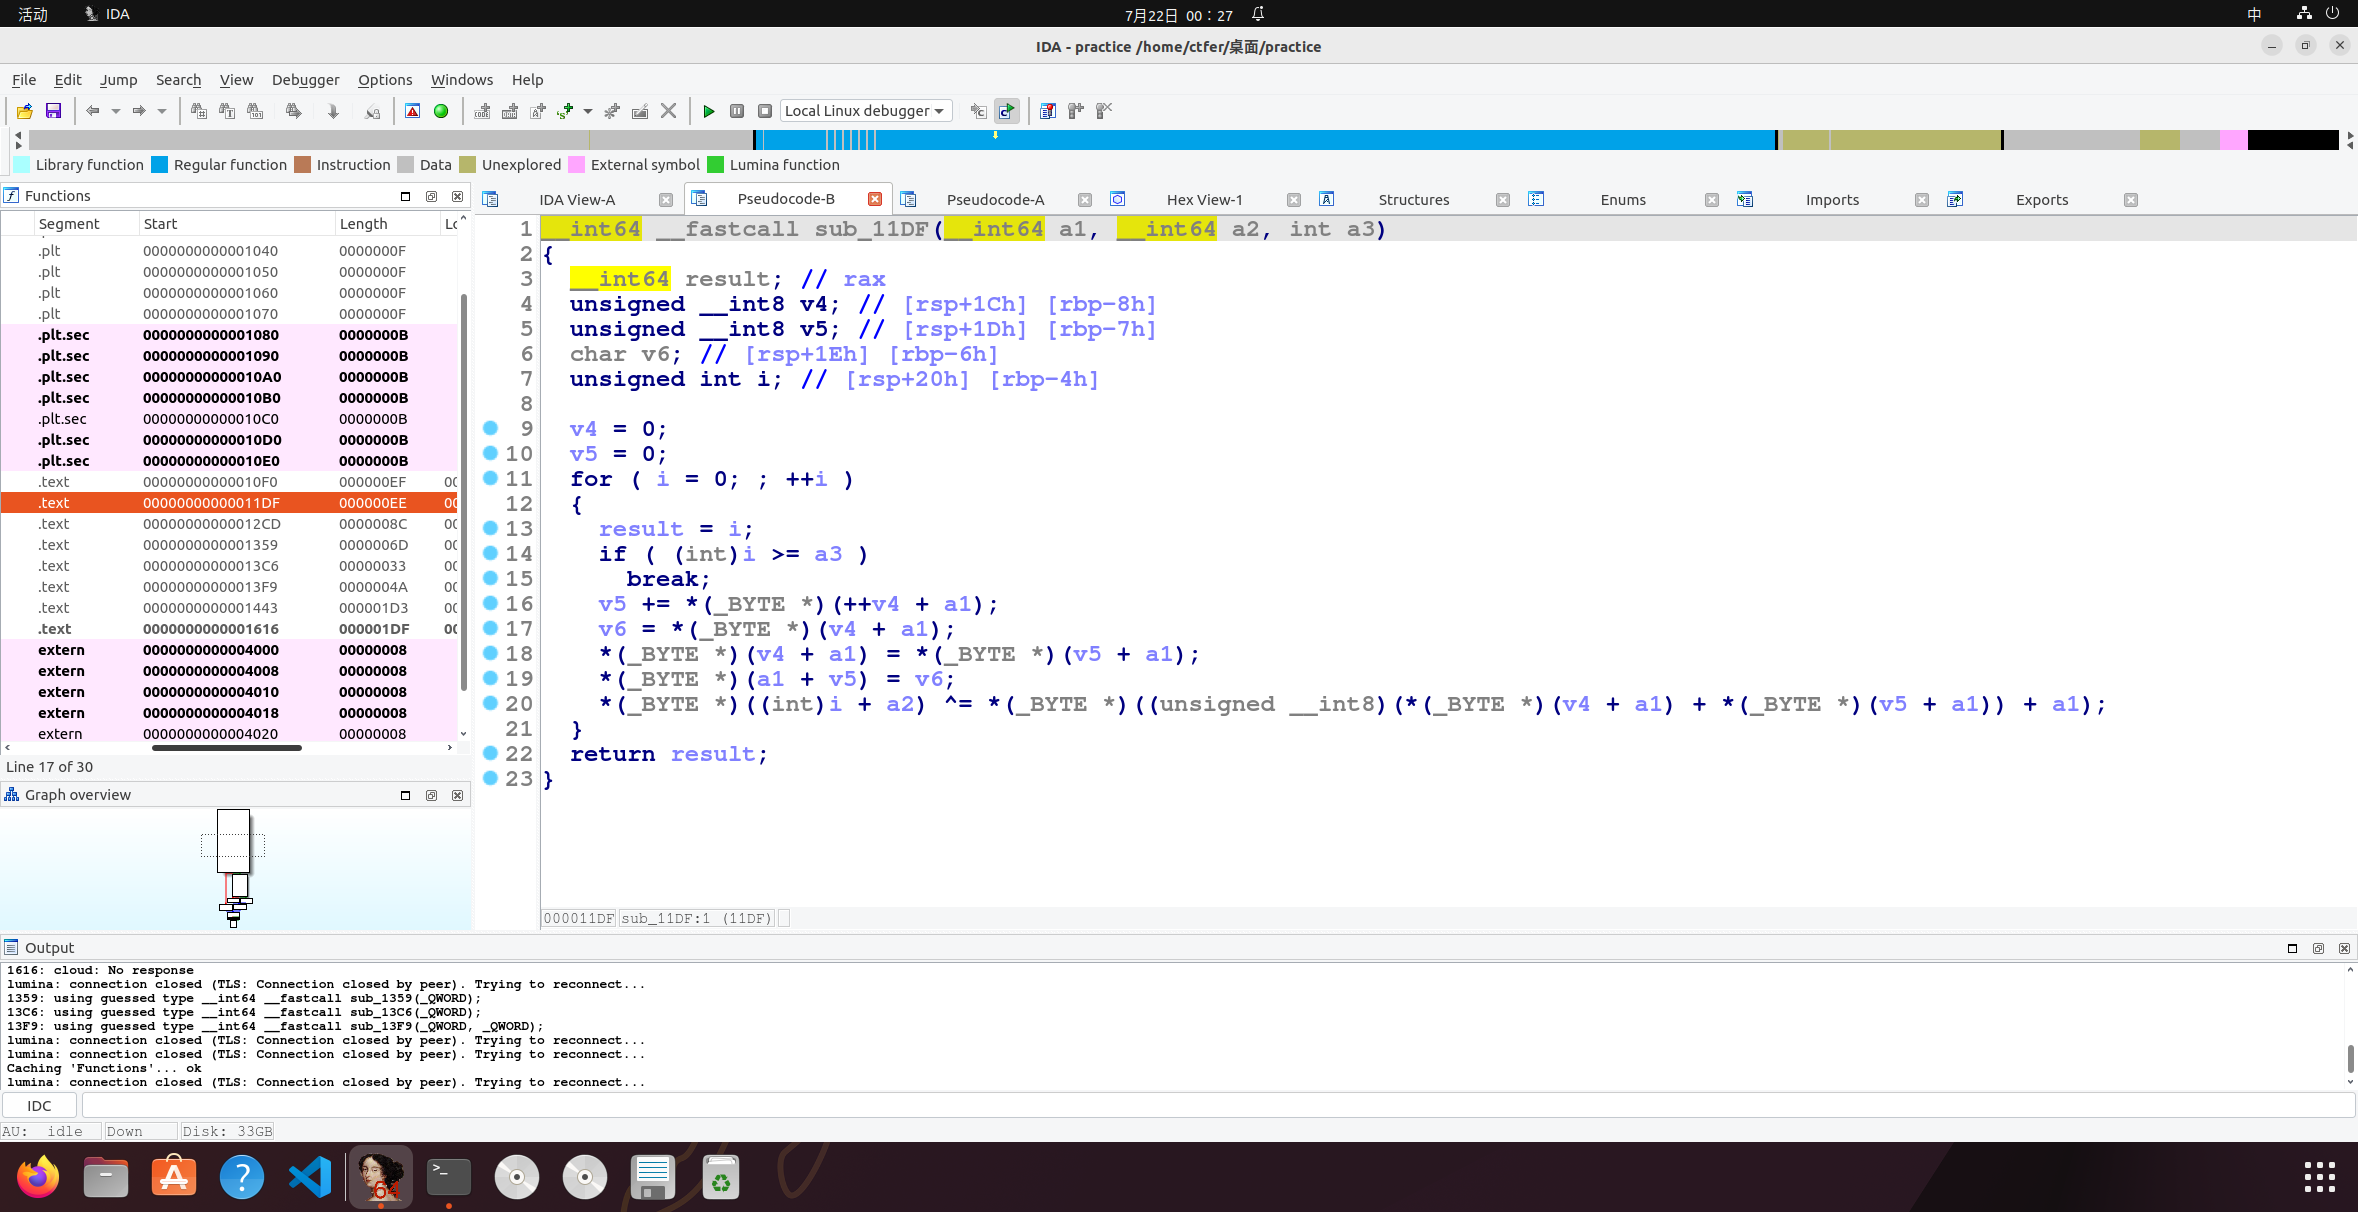 活动 IDA 7月22日 00：27 中
IDA - practice /home/ctfer/桌面/practice
File Edit Jump Search View Debugger Options Windows Help
Local Linux debugger
Library function Regular function Instruction Data Unexplored External symbol Lumina function
Functions
IDA View-A Pseudocode-B Pseudocode-A Hex View-1 Structures Enums Imports Exports
Segment Start Length Lo
.plt 0000000000001040 0000000F
.plt 0000000000001050 0000000F
.plt 0000000000001060 0000000F
.plt 0000000000001070 0000000F
.plt.sec 0000000000001080 0000000B
.plt.sec 0000000000001090 0000000B
.plt.sec 00000000000010A0 0000000B
.plt.sec 00000000000010B0 0000000B
.plt.sec 00000000000010C0 0000000B
.plt.sec 00000000000010D0 0000000B
.plt.sec 00000000000010E0 0000000B
.text 00000000000010F0 000000EF 00
.text 00000000000011DF 000000EE 00
.text 00000000000012CD 0000008C 00
.text 0000000000001359 0000006D 00
.text 00000000000013C6 00000033 00
.text 00000000000013F9 0000004A 00
.text 0000000000001443 000001D3 00
.text 0000000000001616 000001DF 00
extern 0000000000004000 00000008
extern 0000000000004008 00000008
extern 0000000000004010 00000008
extern 0000000000004018 00000008
extern 0000000000004020 00000008
Line 17 of 30
Graph overview
1 __int64 __fastcall sub_11DF(__int64 a1, __int64 a2, int a3)
2 {
3 __int64 result; // rax
4 unsigned __int8 v4; // [rsp+1Ch] [rbp-8h]
5 unsigned __int8 v5; // [rsp+1Dh] [rbp-7h]
6 char v6; // [rsp+1Eh] [rbp-6h]
7 unsigned int i; // [rsp+20h] [rbp-4h]
8
9 v4 = 0;
10 v5 = 0;
11 for ( i = 0; ; ++i )
12 {
13 result = i;
14 if ( (int)i >= a3 )
15 break;
16 v5 += *(_BYTE *)(++v4 + a1);
17 v6 = *(_BYTE *)(v4 + a1);
18 *(_BYTE *)(v4 + a1) = *(_BYTE *)(v5 + a1);
19 *(_BYTE *)(a1 + v5) = v6;
20 *(_BYTE *)((int)i + a2) ^= *(_BYTE *)((unsigned __int8)(*(_BYTE *)(v4 + a1) + *(_BYTE *)(v5 + a1)) + a1);
21 }
22 return result;
23 }
000011DF sub_11DF:1 (11DF)
Output
1616: cloud: No response
lumina: connection closed (TLS: Connection closed by peer). Trying to reconnect...
1359: using guessed type __int64 __fastcall sub_1359(_QWORD);
13C6: using guessed type __int64 __fastcall sub_13C6(_QWORD);
13F9: using guessed type __int64 __fastcall sub_13F9(_QWORD, _QWORD);
lumina: connection closed (TLS: Connection closed by peer). Trying to reconnect...
lumina: connection closed (TLS: Connection closed by peer). Trying to reconnect...
Caching 'Functions'... ok
lumina: connection closed (TLS: Connection closed by peer). Trying to reconnect...
IDC
AU: idle Down Disk: 33GB
64